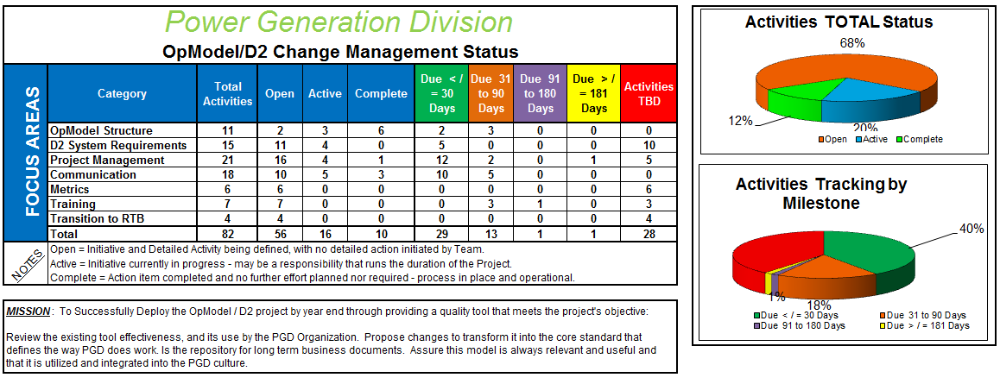 Power Generation Division
OpModel/D2 Change Management Status
FOCUS AREAS
Category Total Activities Open Active Complete Due < / = 30 Days Due 31 to 90 Days Due 91 to 180 Days Due > / = 181 Days Activities TBD
OpModel Structure 11 2 3 6 2 3 0 0 0
D2 System Requirements 15 11 4 0 5 0 0 10
Project Management 21 16 4 1 12 2 0 1 5
Communication 18 10 5 3 10 5 0 0 0
Metrics 6 6 0 0 0 0 0 0 6
Training 7 7 0 0 0 3 1 0 3
Transition to RTB 4 4 0 0 0 0 0 4
Total 82 56 16 10 29 13 1 1 28
NOTES
Open = Initiative and Detailed Activity being defined, with no detailed action initiated by Team.
Active = Initiative currently in progress - may be a responsibility that runs the duration of the Project.
Complete = Action item completed and no further effort planned nor required - process in place and operational.
MISSION: To Successfully Deploy the OpModel / D2 project by year end through providing a quality tool that meets the project's objective:
Review the existing tool effectiveness, and its use by the PGD Organization. Propose changes to transform it into the core standard that
defines the way PGD does work. Is the repository for long term business documents. Assure this model is always relevant and useful and
that it is utilized and integrated into the PGD culture.
Activities TOTAL Status
68%
12%
20%
Open Active Complete
Activities Tracking by
Milestone
40%
1%
18%
Due < / = 30 Days Due 31 to 90 Days
Due 91 to 180 Days Due > / = 181 Days